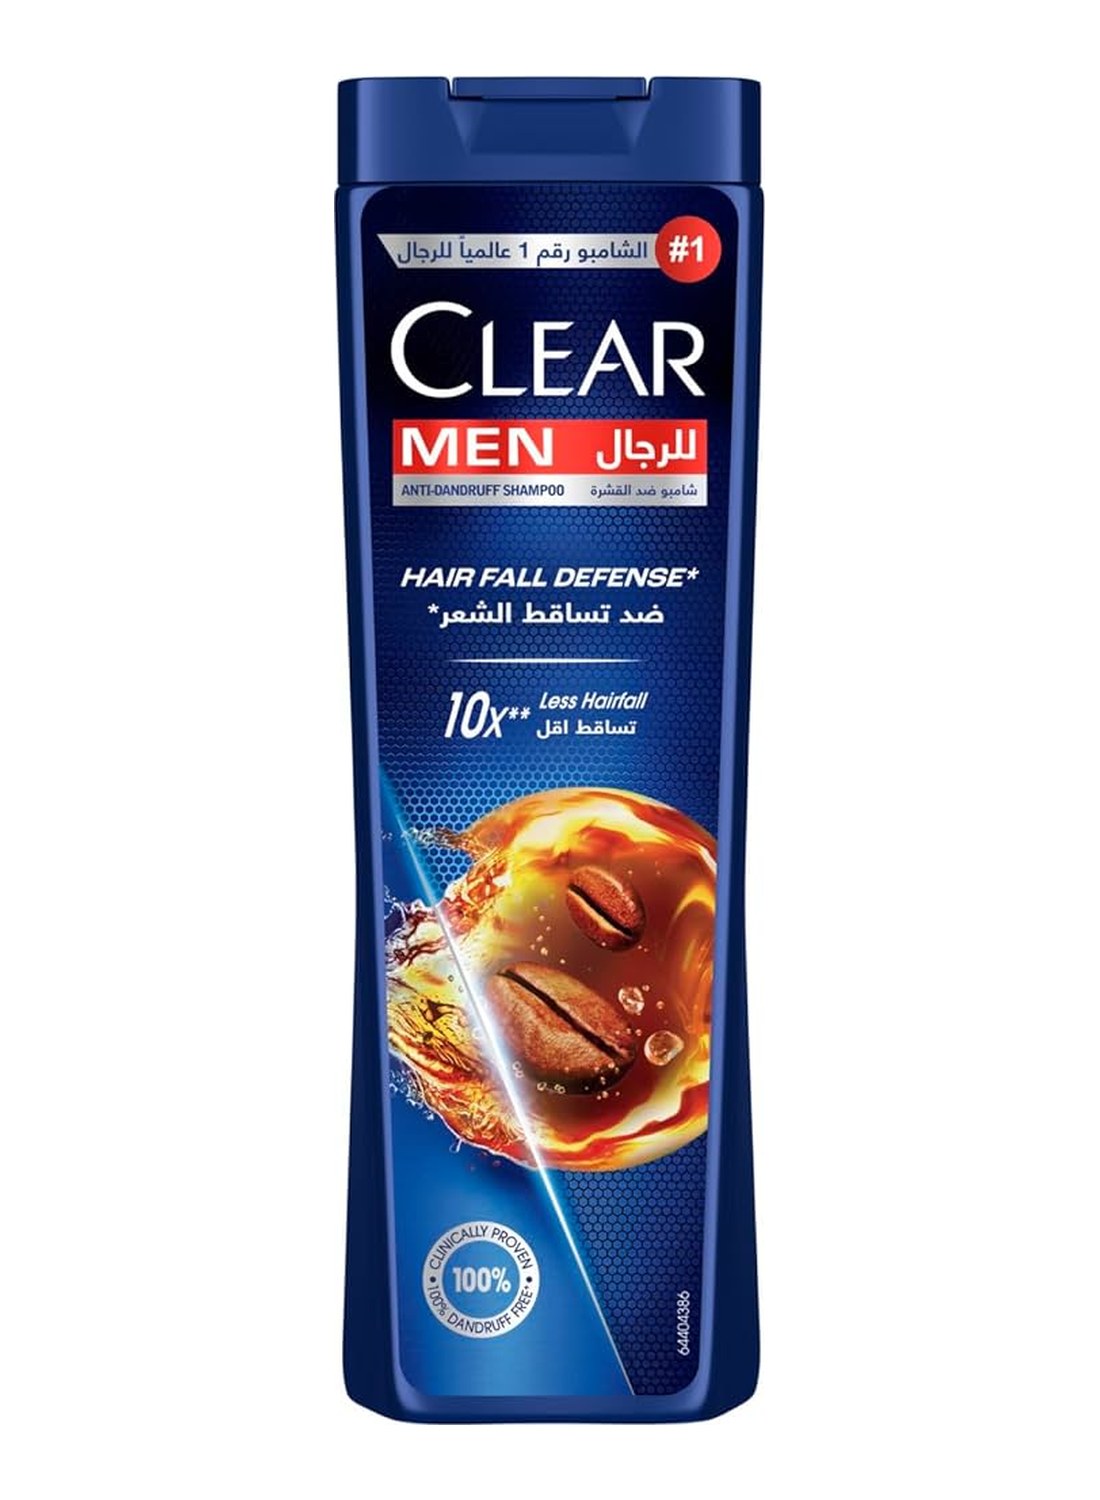 الشامبو رقم 1 عالمياً للرجال #1
CLEAR
MEN للرجال
ANTI-DANDRUFF SHAMPOO شامبو ضد القشرة
HAIR FALL DEFENSE*
ضد تساقط الشعر*
10x** Less Hairfall
تساقط اقل
CLINICALLY PROVEN
100%
100% DANDRUFF FREE+
64404386